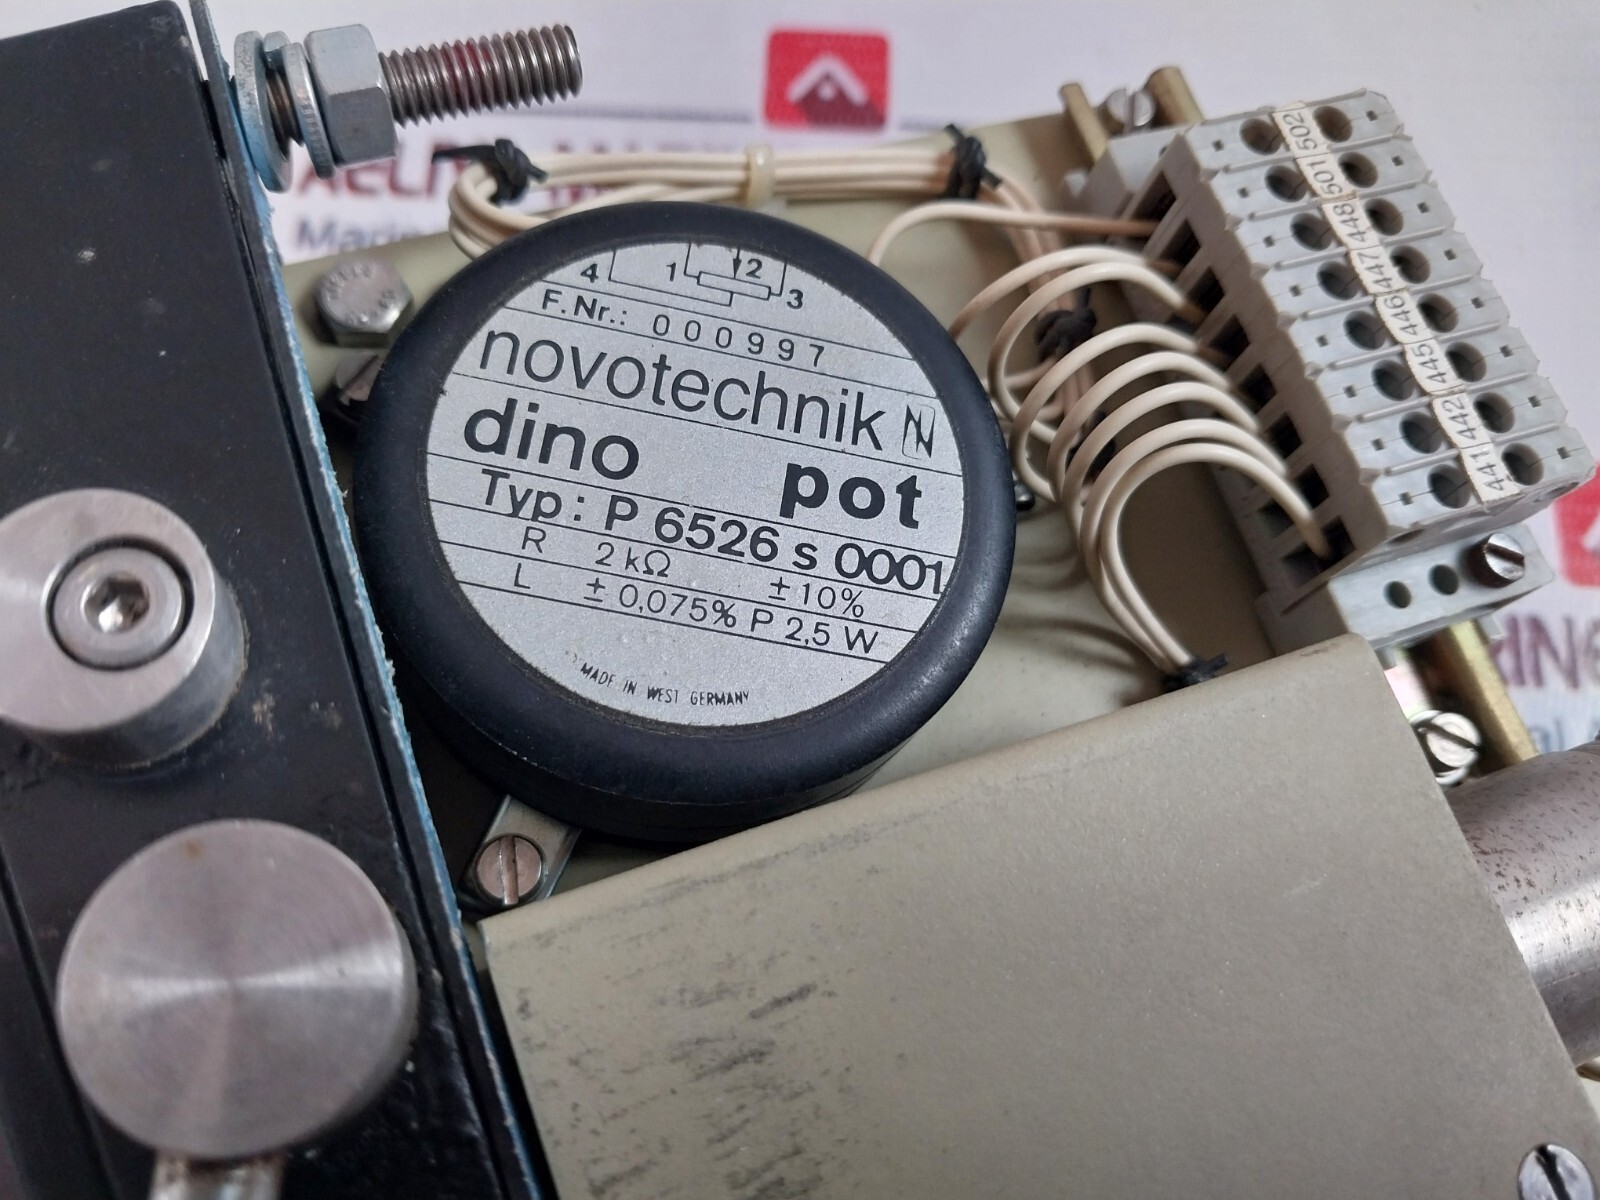 4 1 2 3
F.Nr.: 000997
novotechnik
dino pot
Typ: P 6526 s 0001
R 2 kΩ ±10%
L ±0,075% P 2,5 W
MADE IN WEST GERMANY
502
501
448
447
446
445
442
441